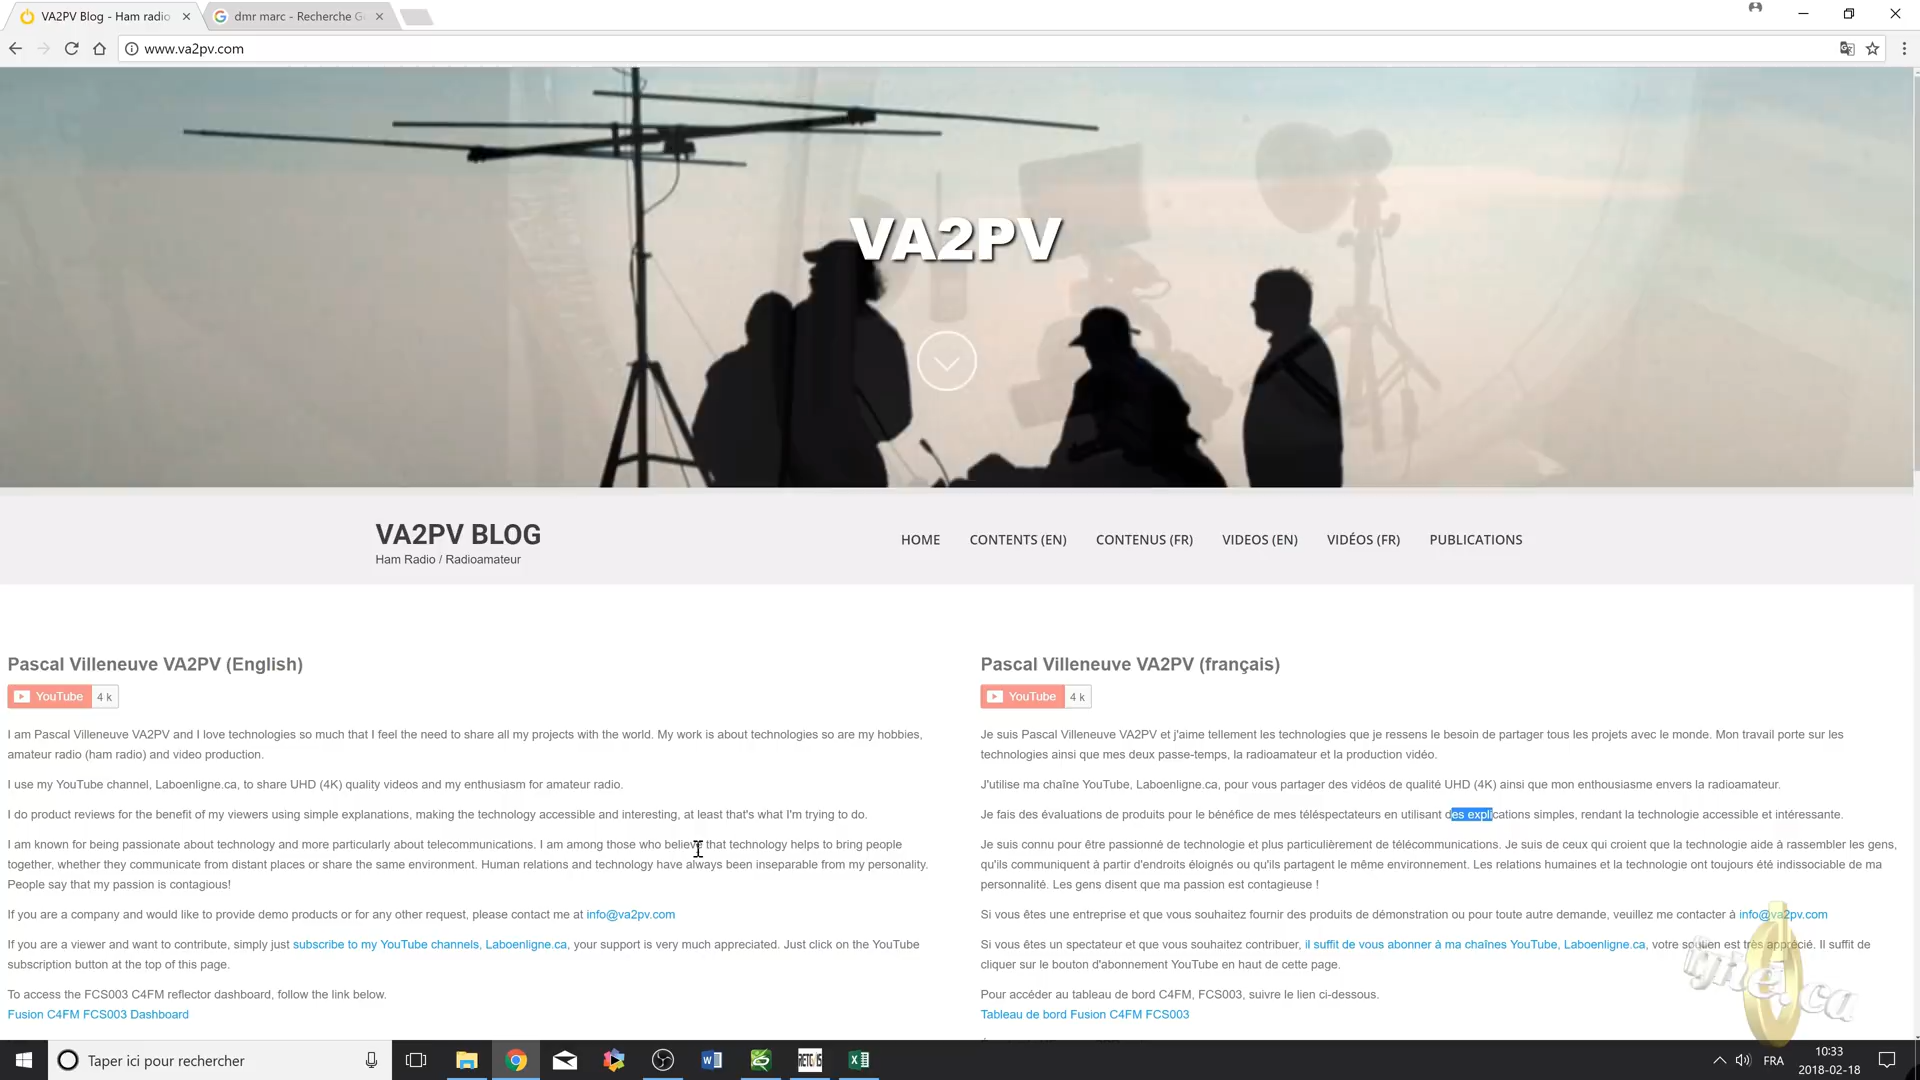 VA2PV Blog - Ham radio
dmr marc - Recherche G
www.va2pv.com
VA2PV
VA2PV BLOG
Ham Radio / Radioamateur
HOME
CONTENTS (EN)
CONTENUS (FR)
VIDEOS (EN)
VIDÉOS (FR)
PUBLICATIONS
Pascal Villeneuve VA2PV (English)
YouTube 4 k
I am Pascal Villeneuve VA2PV and I love technologies so much that I feel the need to share all my projects with the world. My work is about technologies so are my hobbies,
amateur radio (ham radio) and video production.
I use my YouTube channel, Laboenligne.ca, to share UHD (4K) quality videos and my enthusiasm for amateur radio.
I do product reviews for the benefit of my viewers using simple explanations, making the technology accessible and interesting, at least that's what I'm trying to do.
I am known for being passionate about technology and more particularly about telecommunications. I am among those who believe that technology helps to bring people
together, whether they communicate from distant places or share the same environment. Human relations and technology have always been inseparable from my personality.
People say that my passion is contagious!
If you are a company and would like to provide demo products or for any other request, please contact me at info@va2pv.com
If you are a viewer and want to contribute, simply just subscribe to my YouTube channels, Laboenligne.ca, your support is very much appreciated. Just click on the YouTube
subscription button at the top of this page.
To access the FCS003 C4FM reflector dashboard, follow the link below.
Fusion C4FM FCS003 Dashboard
Pascal Villeneuve VA2PV (français)
YouTube 4 k
Je suis Pascal Villeneuve VA2PV et j'aime tellement les technologies que je ressens le besoin de partager tous les projets avec le monde. Mon travail porte sur les
technologies ainsi que mes deux passe-temps, la radioamateur et la production vidéo.
J'utilise ma chaîne YouTube, Laboenligne.ca, pour vous partager des vidéos de qualité UHD (4K) ainsi que mon enthousiasme envers la radioamateur.
Je fais des évaluations de produits pour le bénéfice de mes téléspectateurs en utilisant des explications simples, rendant la technologie accessible et intéressante.
Je suis connu pour être passionné de technologie et plus particulièrement de télécommunications. Je suis de ceux qui croient que la technologie aide à rassembler les gens,
qu'ils communiquent à partir d'endroits éloignés ou qu'ils partagent le même environnement. Les relations humaines et la technologie ont toujours été indissociable de ma
personnalité. Les gens disent que ma passion est contagieuse !
Si vous êtes une entreprise et que vous souhaitez fournir des produits de démonstration ou pour toute autre demande, veuillez me contacter à info@va2pv.com
Si vous êtes un spectateur et que vous souhaitez contribuer, il suffit de vous abonner à ma chaînes YouTube, Laboenligne.ca, votre soutien est très apprécié. Il suffit de
cliquer sur le bouton d'abonnement YouTube en haut de cette page.
Pour accéder au tableau de bord C4FM, FCS003, suivre le lien ci-dessous.
Tableau de bord Fusion C4FM FCS003
Taper ici pour rechercher
FRA
10:33
2018-02-18